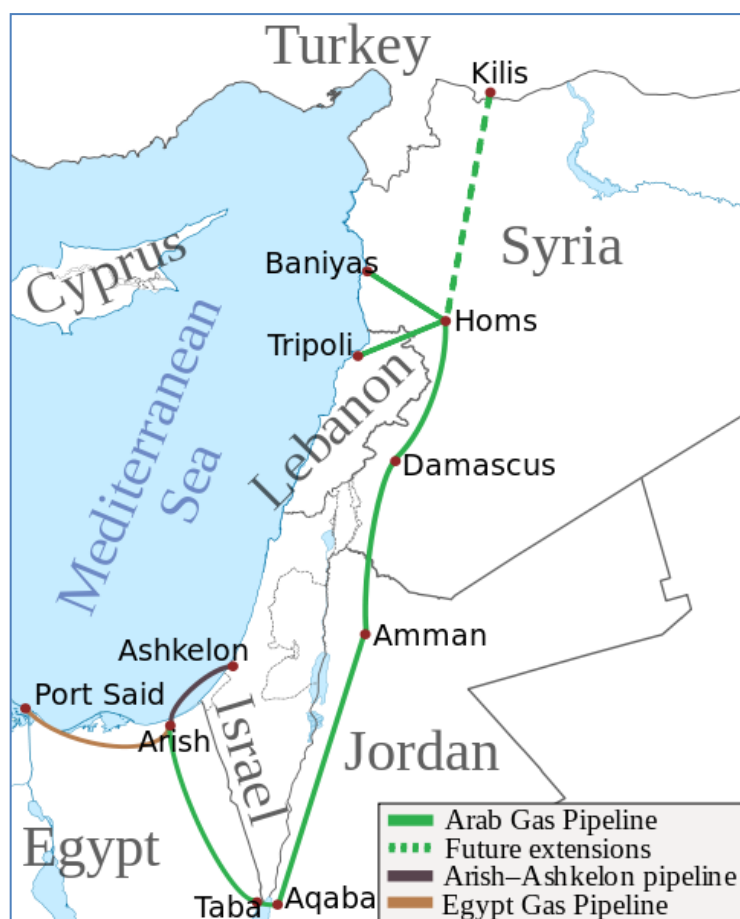 Turkey
Kilis
Cyprus
Syria
Baniyas
Homs
Tripoli
Mediterranean
Sea
Lebanon
Damascus
Ashkelon
Amman
Port Said
Arish
Israel
Jordan
Egypt
Taba
Aqaba
Arab Gas Pipeline
Future extensions
Arish–Ashkelon pipeline
Egypt Gas Pipeline